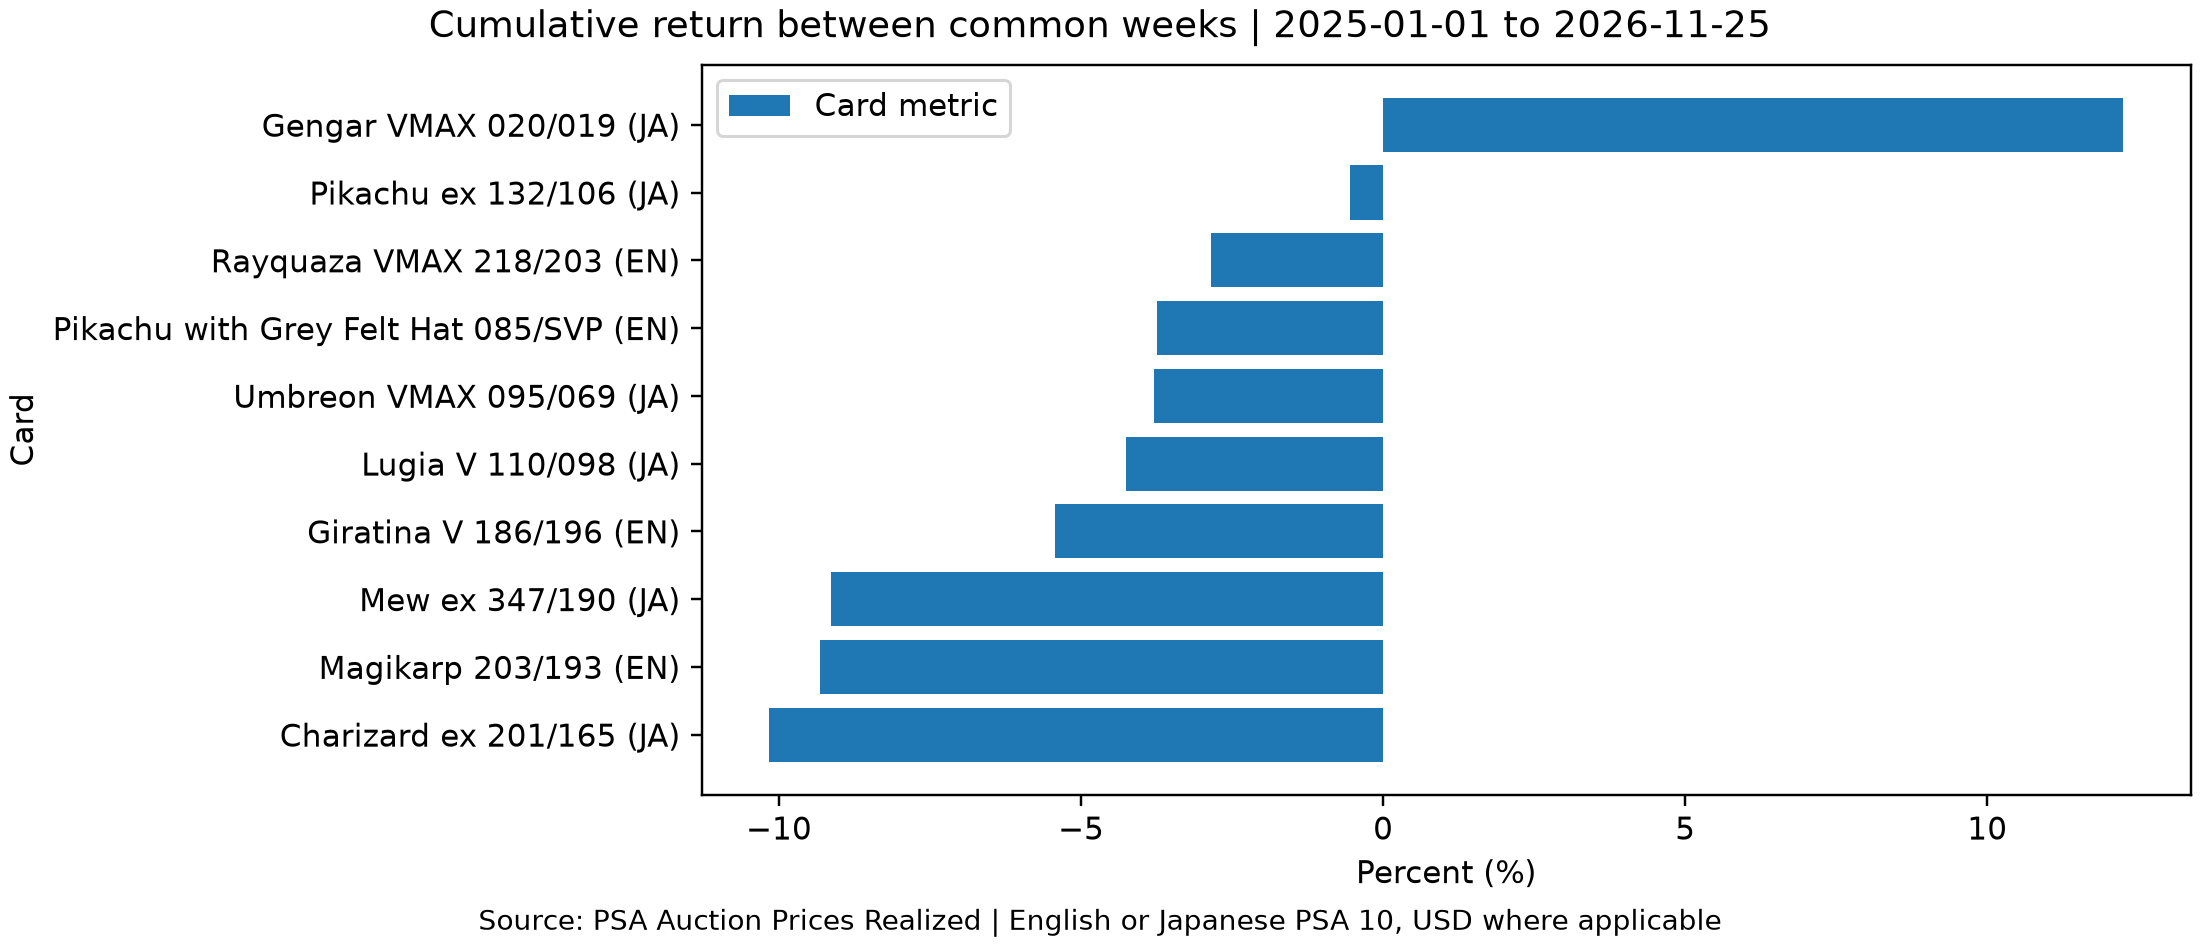 Cumulative return between common weeks | 2025-01-01 to 2026-11-25
Card metric
Gengar VMAX 020/019 (JA)
Pikachu ex 132/106 (JA)
Rayquaza VMAX 218/203 (EN)
Pikachu with Grey Felt Hat 085/SVP (EN)
Umbreon VMAX 095/069 (JA)
Lugia V 110/098 (JA)
Giratina V 186/196 (EN)
Mew ex 347/190 (JA)
Magikarp 203/193 (EN)
Charizard ex 201/165 (JA)
Card
−10 −5 0 5 10
Percent (%)
Source: PSA Auction Prices Realized | English or Japanese PSA 10, USD where applicable